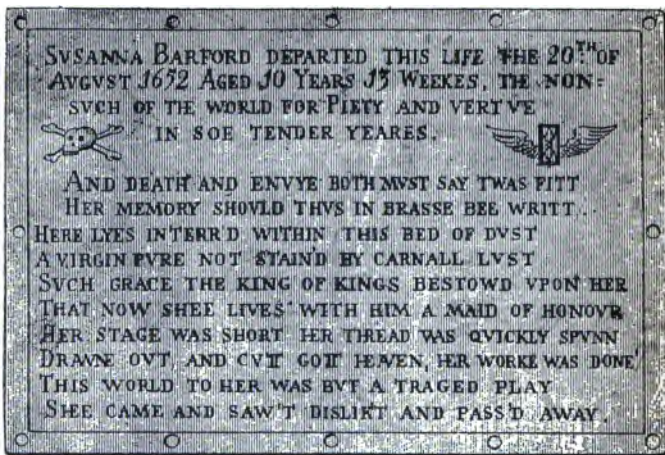 SVSANNA BARFORD DEPARTED THIS LIFE THE 20TH OF
AVGVST 1652 AGED 10 YEARS 13 WEEKES, THE NON=
SVCH OF THE WORLD FOR PIETY AND VERTVE
IN SOE TENDER YEARES.
AND DEATH AND ENVYE BOTH MVST SAY TWAS FITT
HER MEMORY SHOVLD THVS IN BRASSE BEE WRITT.
HERE LYES INTERR'D WITHIN THIS BED OF DVST
A VIRGIN PVRE NOT STAIN'D BY CARNALL LVST
SVCH GRACE THE KING OF KINGS BESTOWD VPON HER
THAT NOW SHEE LIVES WITH HIM A MAID OF HONOVR
HER STAGE WAS SHORT HER THREAD WAS QVICKLY SPVNN
DRAWNE OVT, AND CVTT GOTT HEAVEN, HER WORKE WAS DONE
THIS WORLD TO HER WAS BVT A TRAGED PLAY
SHEE CAME AND SAW'T DISLIK'T AND PASS'D AWAY.